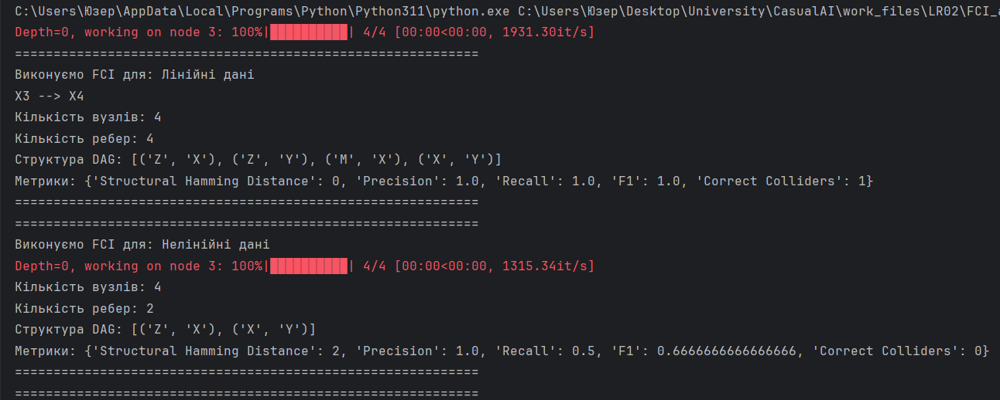 C:\Users\Юзер\AppData\Local\Programs\Python\Python311\python.exe C:\Users\Юзер\Desktop\University\CasualAI\work_files\LR02\FCI_a
Depth=0, working on node 3: 100%|██████████| 4/4 [00:00<00:00, 1931.30it/s]
============================================================
Виконуємо FCI для: Лінійні дані
X3 --> X4
Кількість вузлів: 4
Кількість ребер: 4
Структура DAG: [('Z', 'X'), ('Z', 'Y'), ('M', 'X'), ('X', 'Y')]
Метрики: {'Structural Hamming Distance': 0, 'Precision': 1.0, 'Recall': 1.0, 'F1': 1.0, 'Correct Colliders': 1}
============================================================
============================================================
Виконуємо FCI для: Нелінійні дані
Depth=0, working on node 3: 100%|██████████| 4/4 [00:00<00:00, 1315.34it/s]
Кількість вузлів: 4
Кількість ребер: 2
Структура DAG: [('Z', 'X'), ('X', 'Y')]
Метрики: {'Structural Hamming Distance': 2, 'Precision': 1.0, 'Recall': 0.5, 'F1': 0.6666666666666666, 'Correct Colliders': 0}
============================================================
============================================================